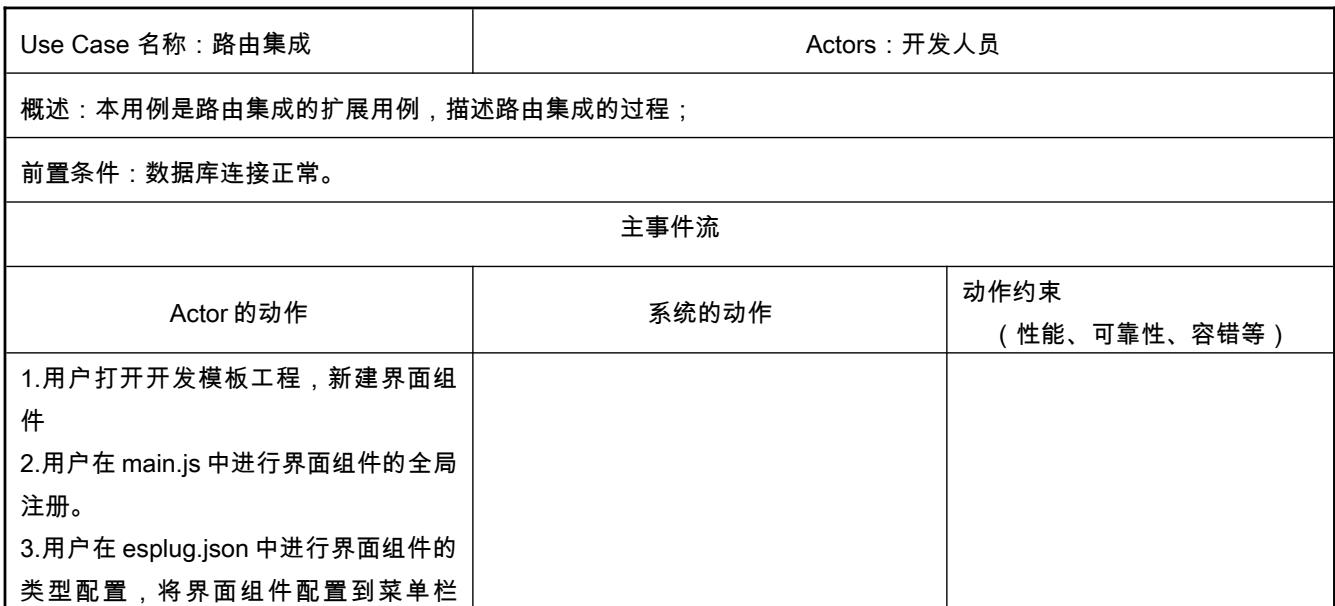 Use Case 名称：路由集成
Actors：开发人员
概述：本用例是路由集成的扩展用例，描述路由集成的过程；
前置条件：数据库连接正常。
主事件流
Actor 的动作
系统的动作
动作约束
（性能、可靠性、容错等）
1.用户打开开发模板工程，新建界面组
件
2.用户在 main.js 中进行界面组件的全局
注册。
3.用户在 esplug.json 中进行界面组件的
类型配置，将界面组件配置到菜单栏